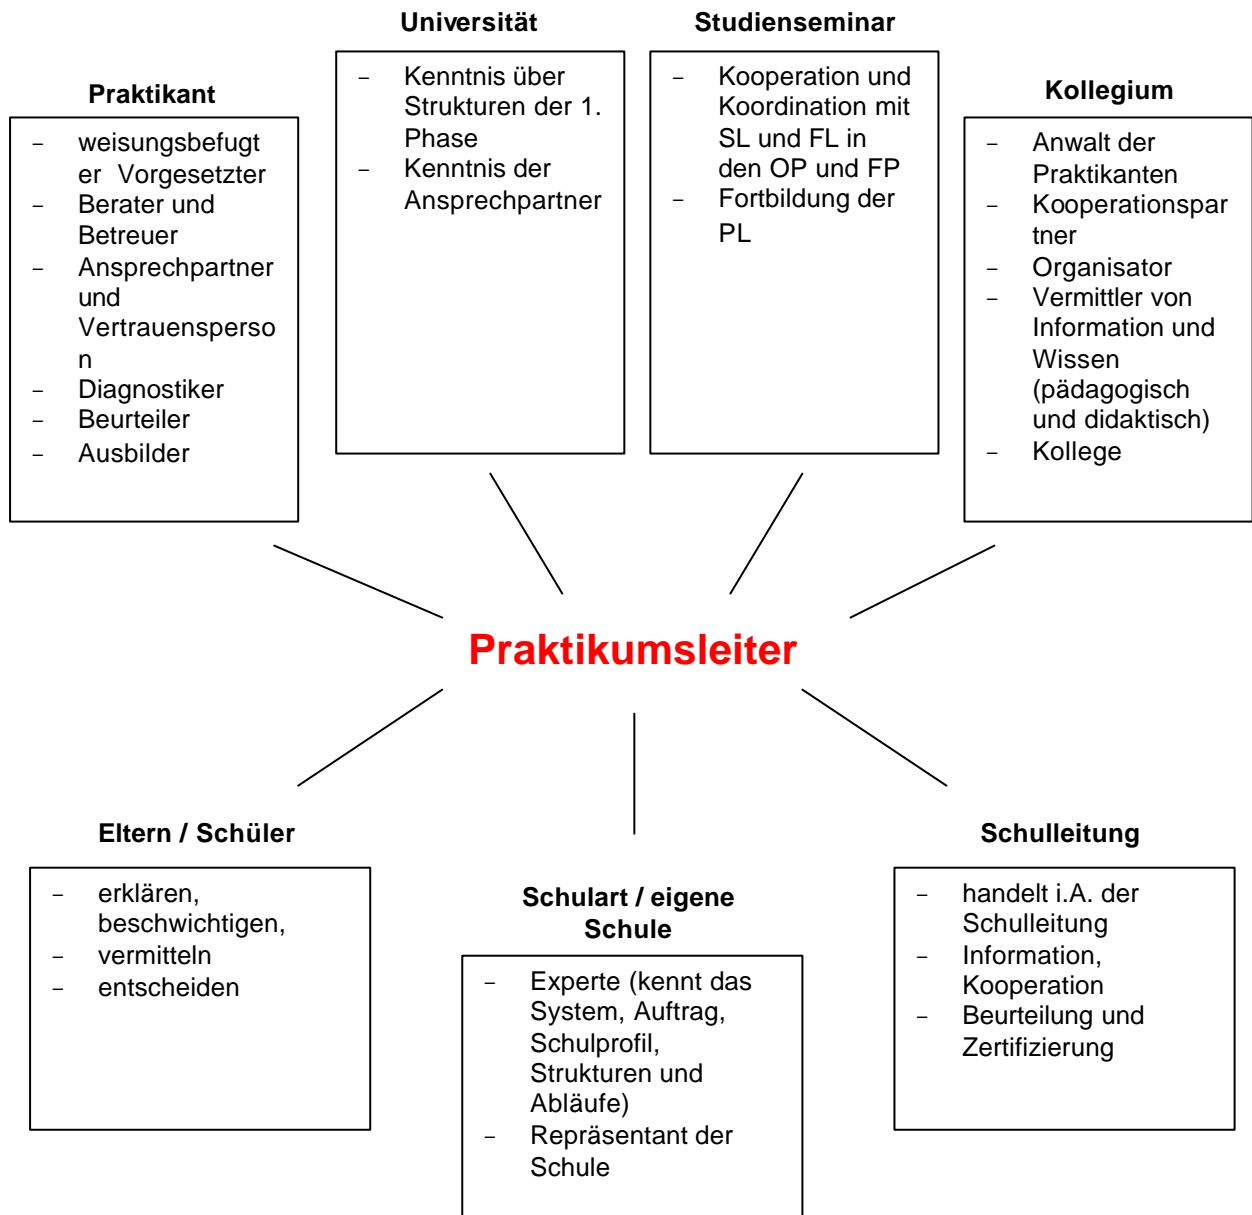 Universität
Studienseminar
Praktikant
Kollegium
– weisungsbefugt
er Vorgesetzter
– Berater und
Betreuer
– Ansprechpartner
und
Vertrauensperso
n
– Diagnostiker
– Beurteiler
– Ausbilder
– Kenntnis über
Strukturen der 1.
Phase
– Kenntnis der
Ansprechpartner
– Kooperation und
Koordination mit
SL und FL in
den OP und FP
– Fortbildung der
PL
– Anwalt der
Praktikanten
– Kooperationspar
tner
– Organisator
– Vermittler von
Information und
Wissen
(pädagogisch
und didaktisch)
– Kollege
Praktikumsleiter
Eltern / Schüler
– erklären,
beschwichtigen,
– vermitteln
– entscheiden
Schulart / eigene
Schule
– Experte (kennt das
System, Auftrag,
Schulprofil,
Strukturen und
Abläufe)
– Repräsentant der
Schule
Schulleitung
– handelt i.A. der
Schulleitung
– Information,
Kooperation
– Beurteilung und
Zertifizierung